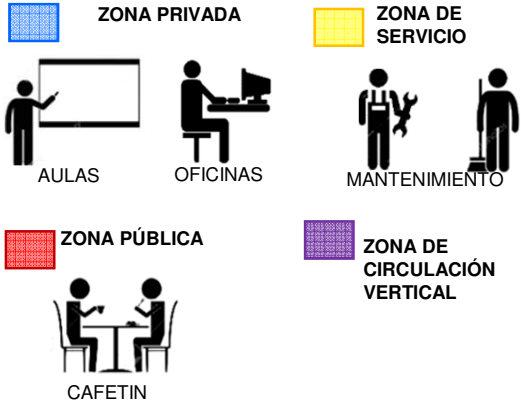 ZONA PRIVADA
ZONA DE
SERVICIO
AULAS
OFICINAS
MANTENIMIENTO
ZONA PÚBLICA
ZONA DE
CIRCULACIÓN
VERTICAL
CAFETIN